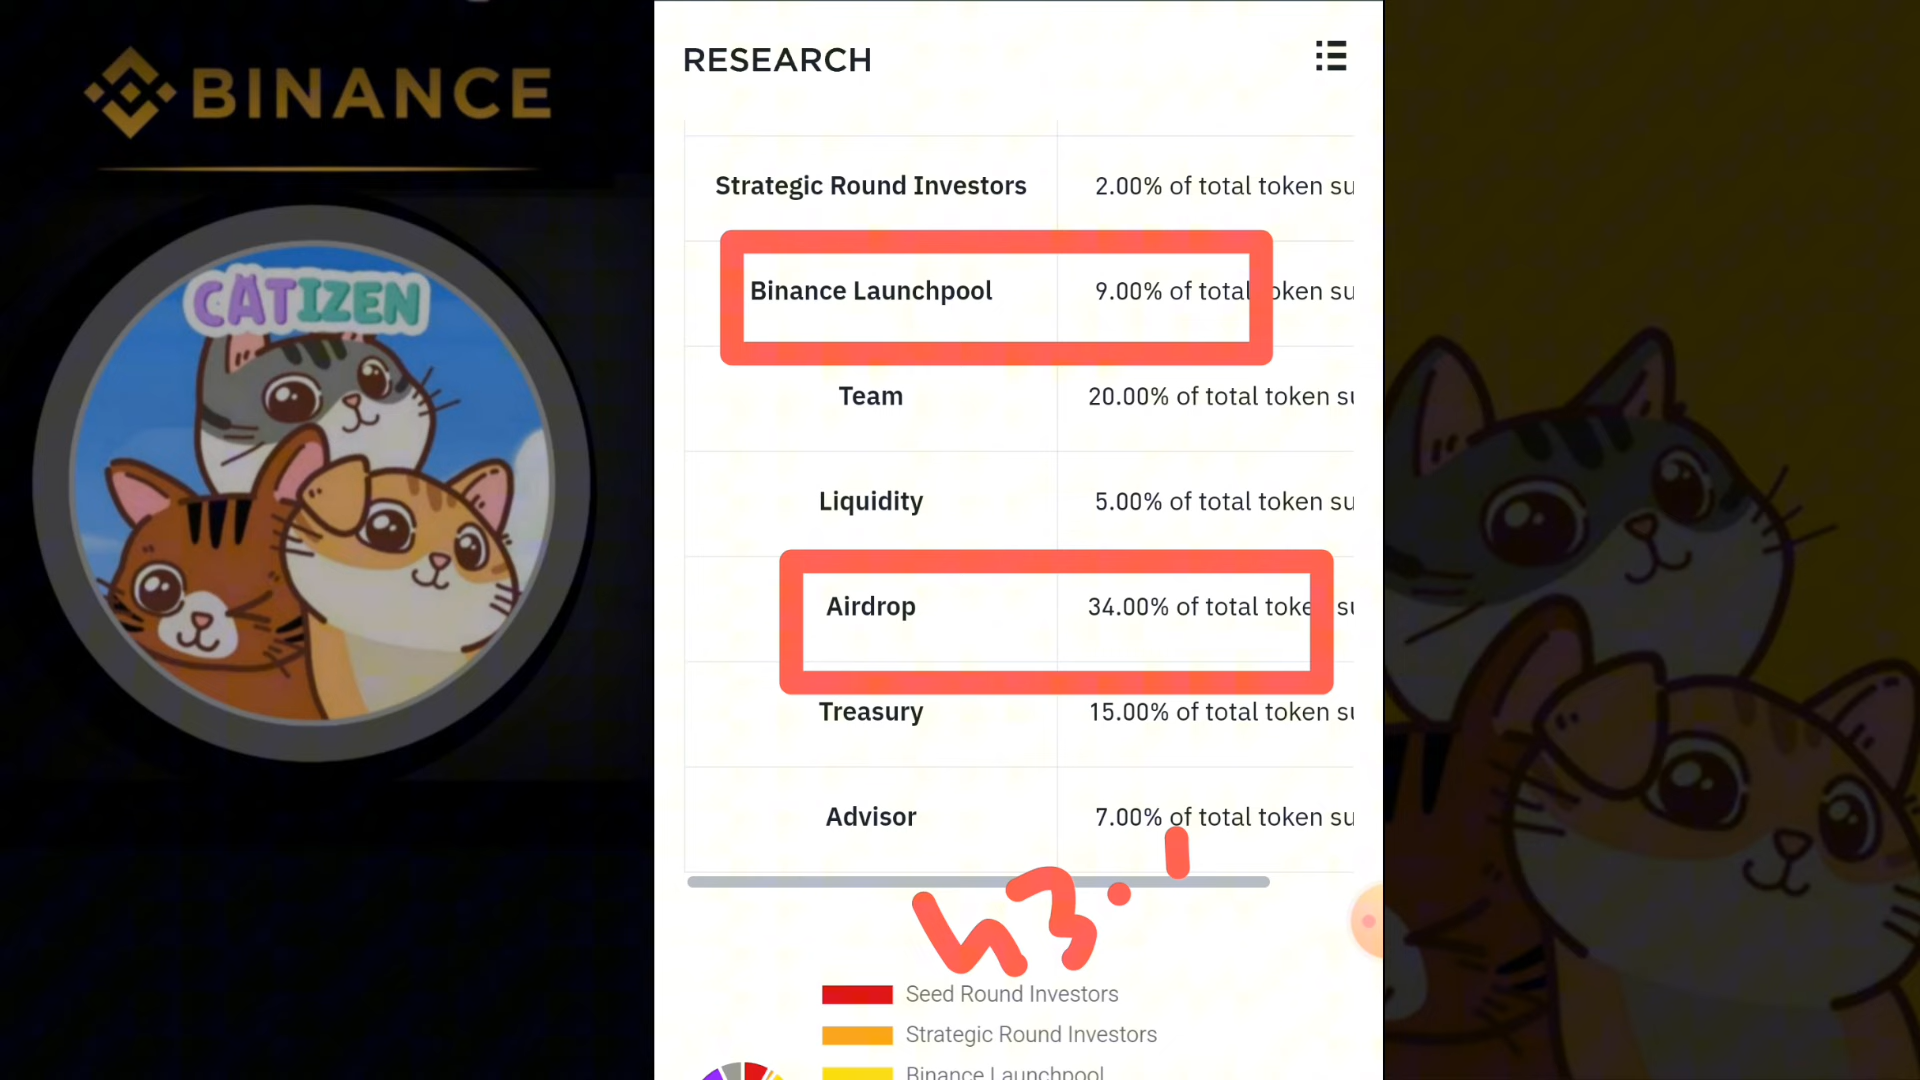 BINANCE
CATIZEN
RESEARCH
Strategic Round Investors 2.00% of total token su
Binance Launchpool 9.00% of total oken su
Team 20.00% of total token su
Liquidity 5.00% of total token su
Airdrop 34.00% of total toke su
Treasury 15.00% of total token su
Advisor 7.00% of total token su
Seed Round Investors
Strategic Round Investors
Binance Launchpool